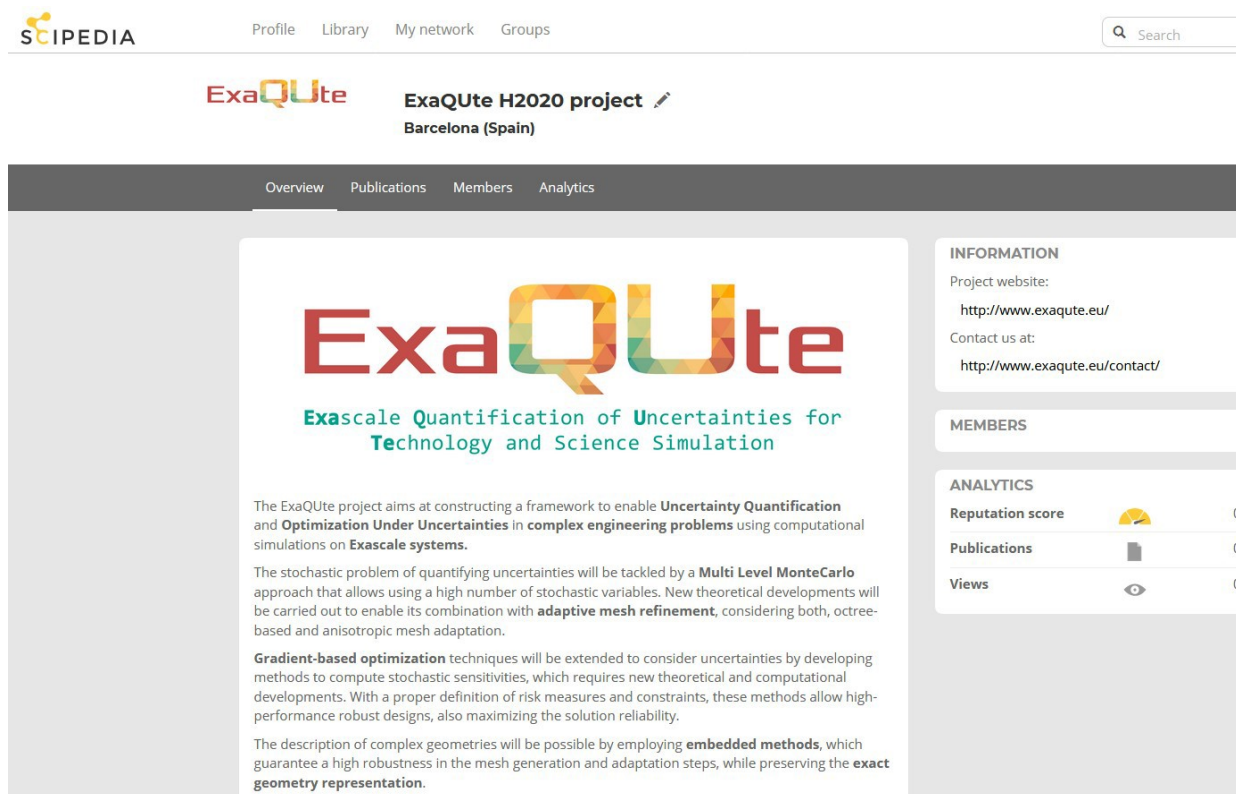 SCIPEDIA
Profile Library My network Groups
Search
ExaQUte
ExaQUte H2020 project
Barcelona (Spain)
Overview Publications Members Analytics
ExaQUte
Exascale Quantification of Uncertainties for
Technology and Science Simulation
The ExaQUte project aims at constructing a framework to enable Uncertainty Quantification
and Optimization Under Uncertainties in complex engineering problems using computational
simulations on Exascale systems.
The stochastic problem of quantifying uncertainties will be tackled by a Multi Level MonteCarlo
approach that allows using a high number of stochastic variables. New theoretical developments will
be carried out to enable its combination with adaptive mesh refinement, considering both, octree-
based and anisotropic mesh adaptation.
Gradient-based optimization techniques will be extended to consider uncertainties by developing
methods to compute stochastic sensitivities, which requires new theoretical and computational
developments. With a proper definition of risk measures and constraints, these methods allow high-
performance robust designs, also maximizing the solution reliability.
The description of complex geometries will be possible by employing embedded methods, which
guarantee a high robustness in the mesh generation and adaptation steps, while preserving the exact
geometry representation.
INFORMATION
Project website:
http://www.exaqute.eu/
Contact us at:
http://www.exaqute.eu/contact/
MEMBERS
ANALYTICS
Reputation score
Publications
Views